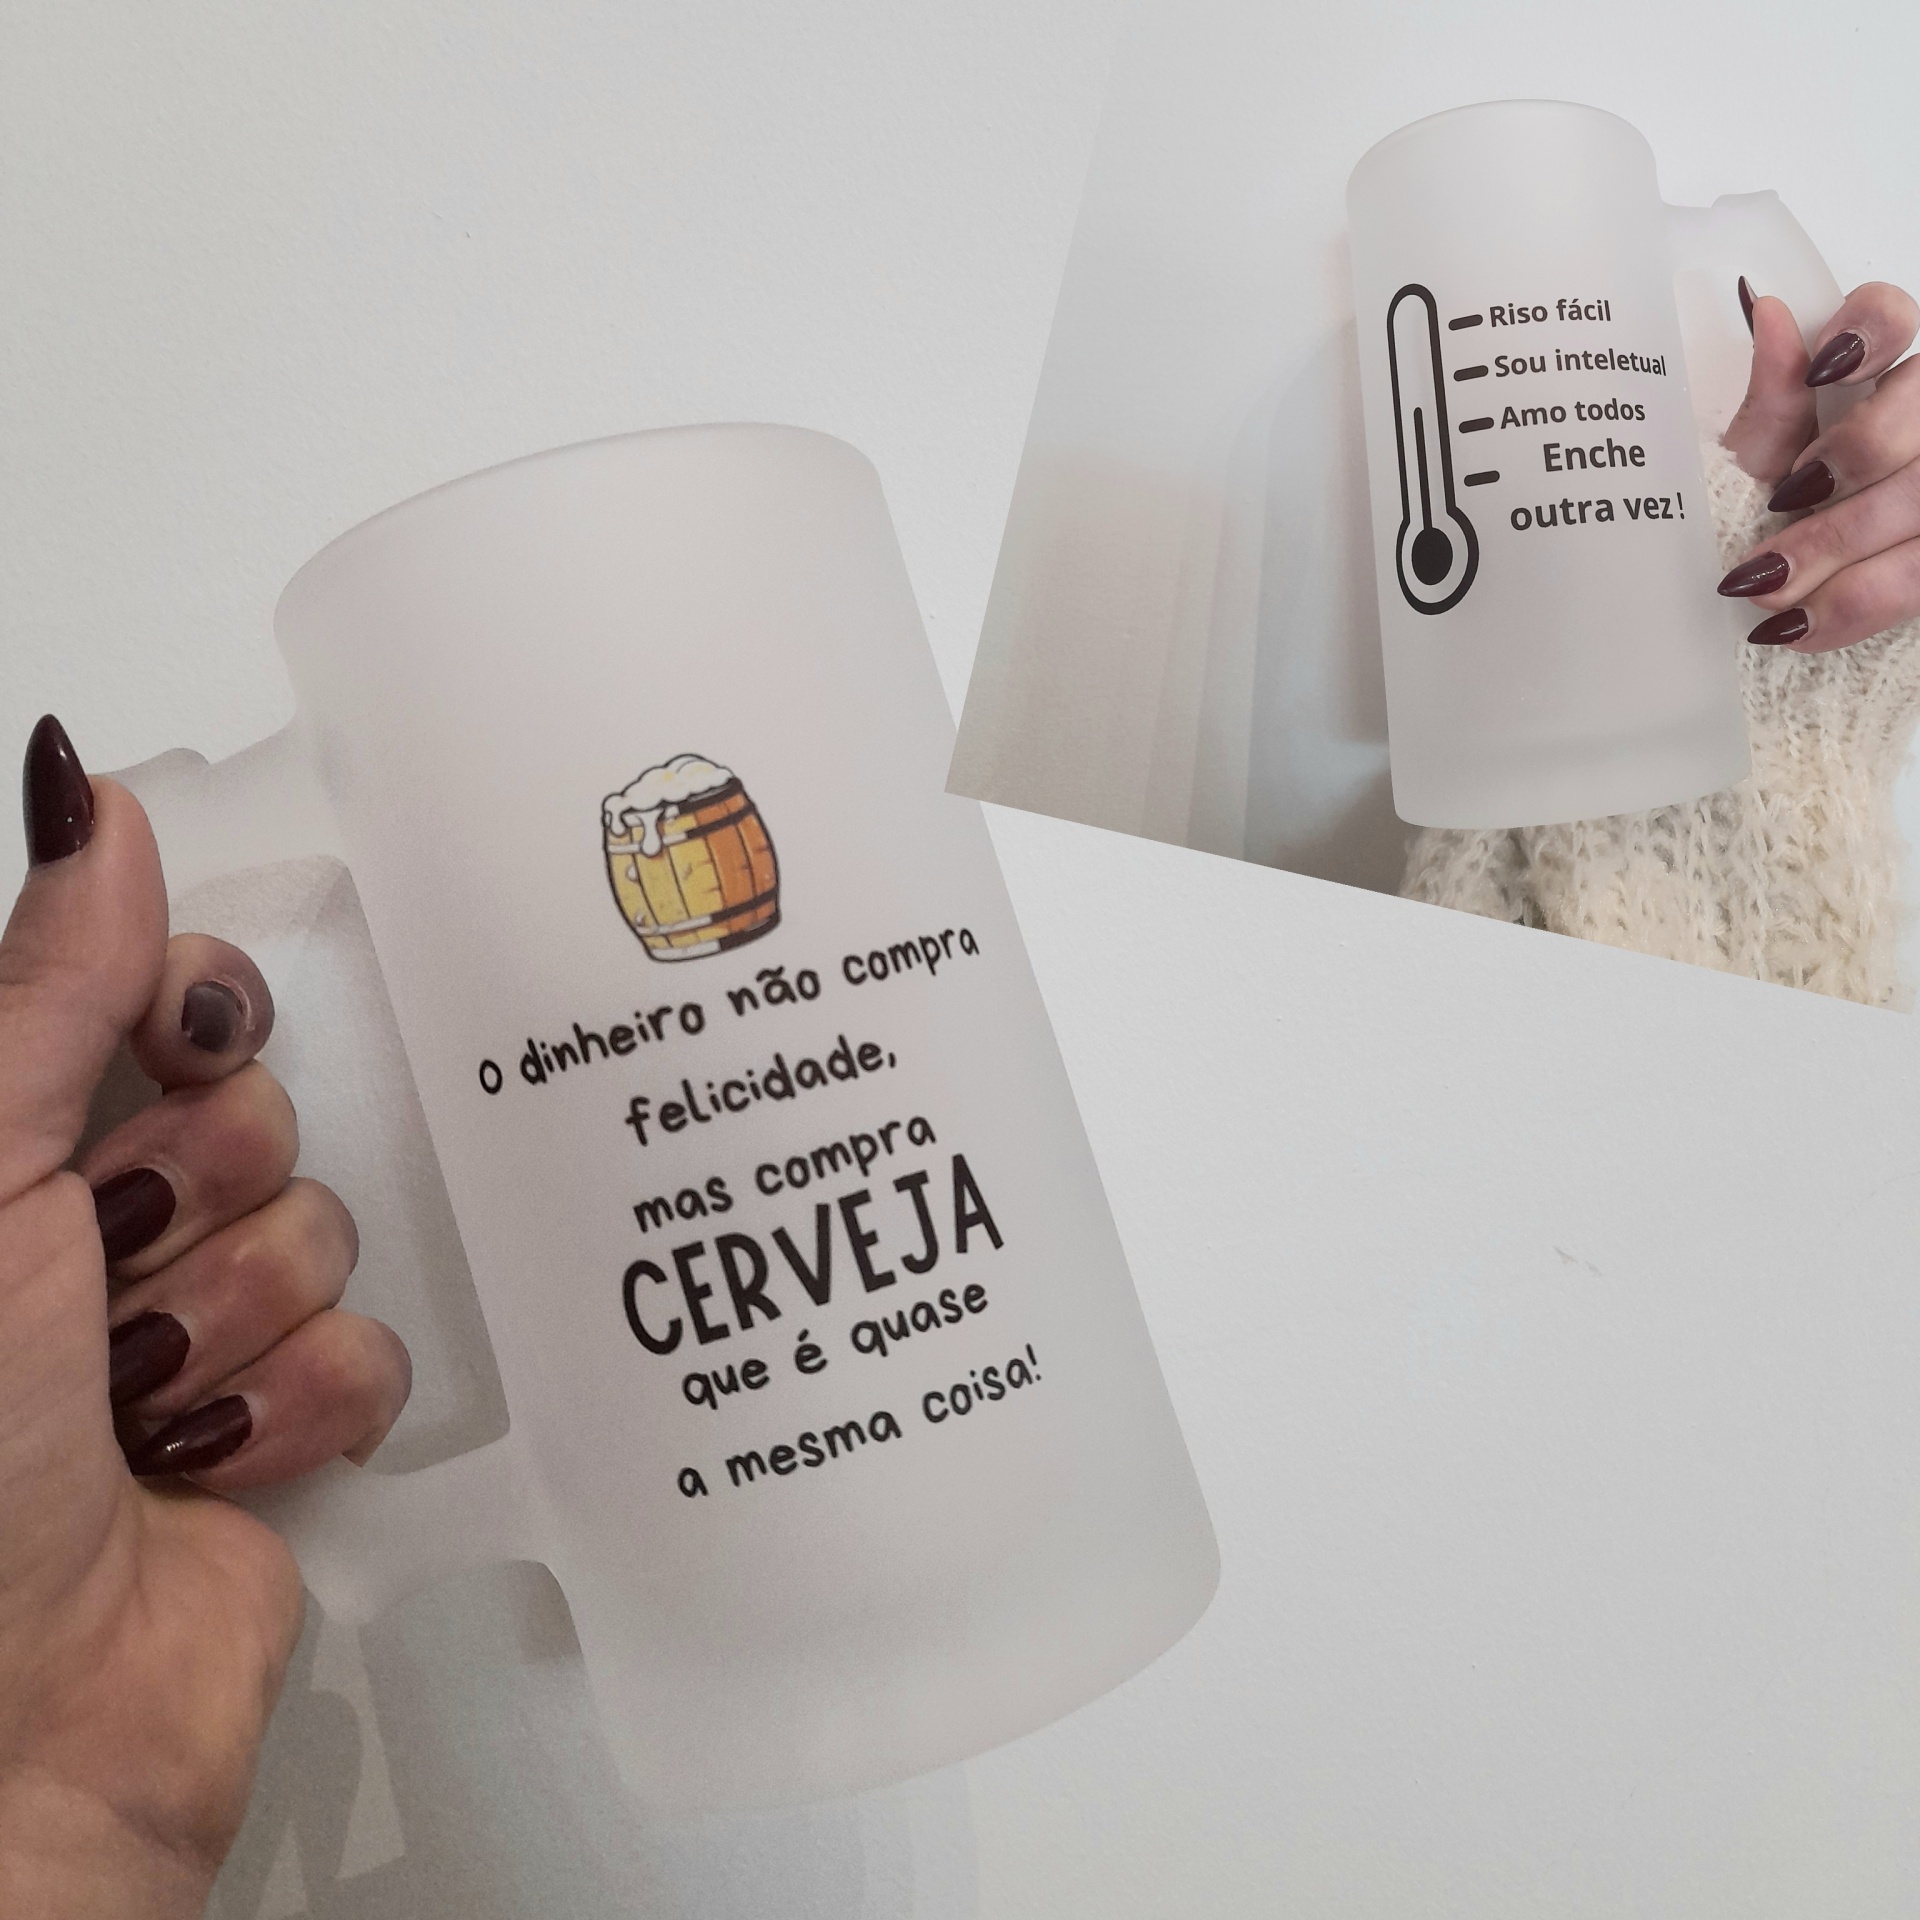 o dinheiro não compra
felicidade,
mas compra
CERVEJA
que é quase
a mesma coisa!
Riso fácil
Sou inteletual
Amo todos
Enche
outra vez!